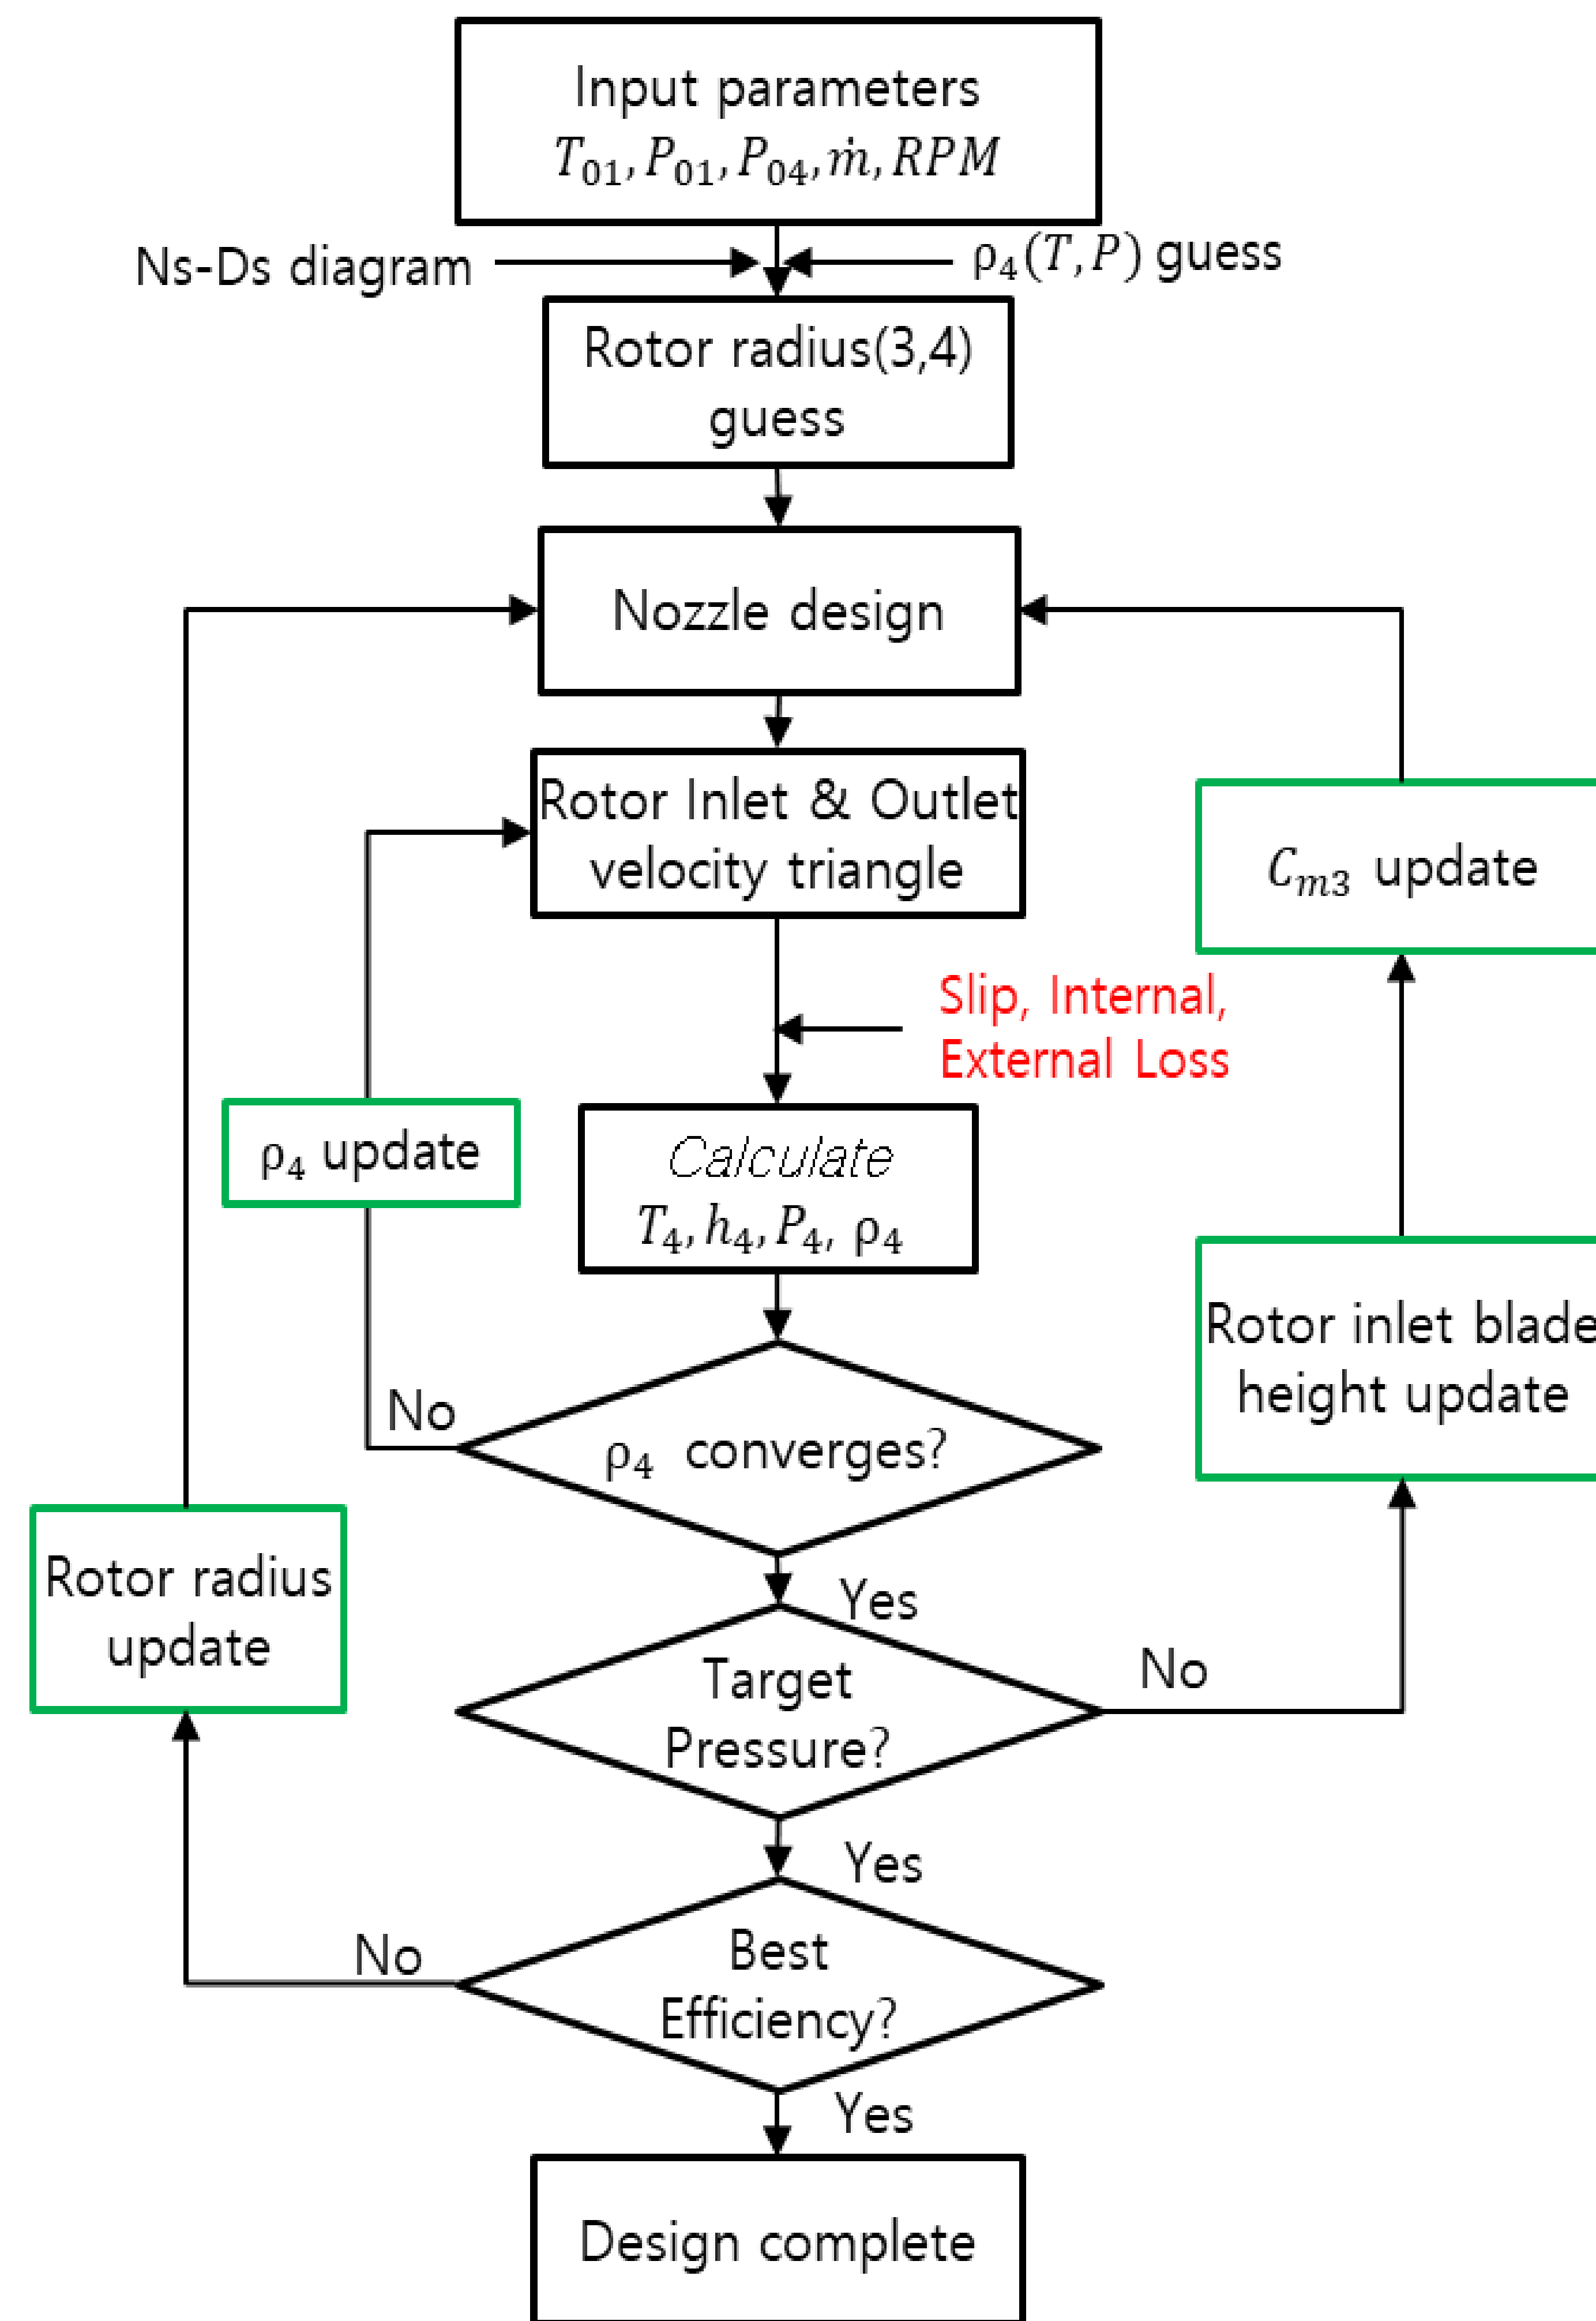 Input parameters
T₀₁, P₀₁, P₀₄, ṁ, RPM
Ns-Ds diagram
ρ₄(T, P) guess
Rotor radius(3,4)
guess
Nozzle design
Rotor Inlet & Outlet
velocity triangle
C_m3 update
Slip, Internal,
External Loss
ρ₄ update
Calculate
T₄, h₄, P₄, ρ₄
Rotor inlet blade
height update
No
ρ₄ converges?
Rotor radius
update
Yes
Target
Pressure?
No
Yes
No
Best
Efficiency?
Yes
Design complete